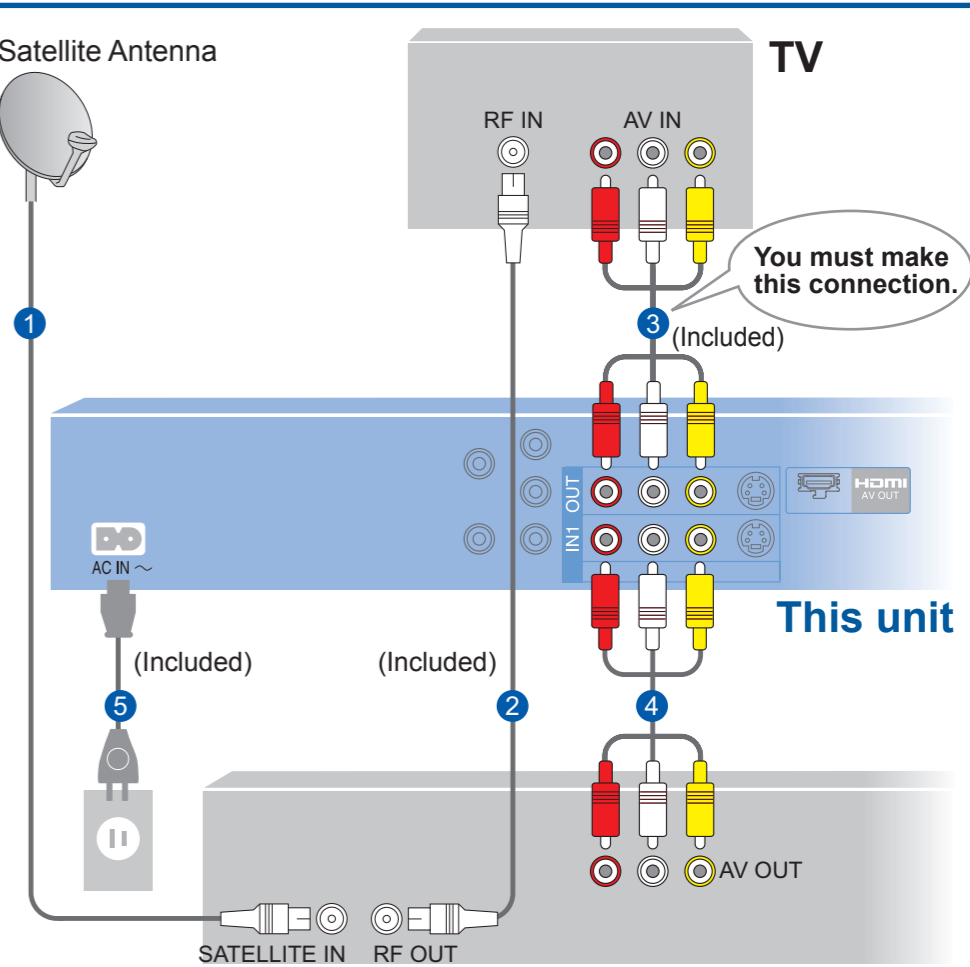 Satellite Antenna
TV
RF IN
AV IN
You must make
this connection.
1
3
(Included)
OUT
IN1
HDMI
AV OUT
AC IN ~
This unit
(Included)
(Included)
5
2
4
AV OUT
SATELLITE IN
RF OUT